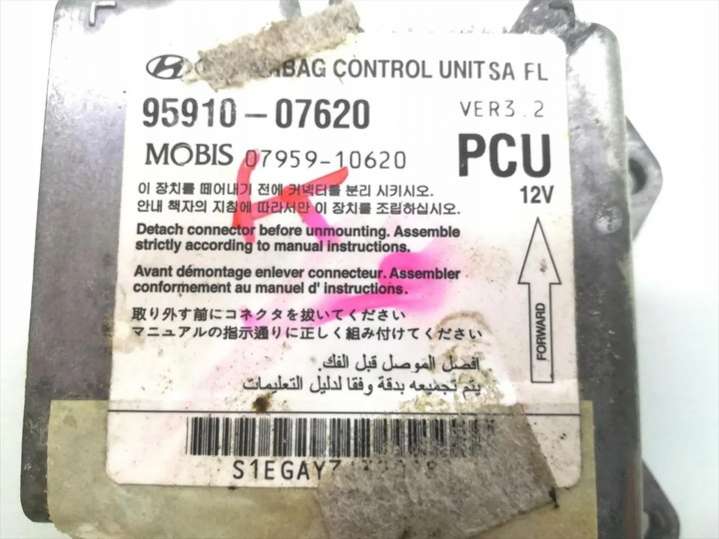 CONTROL UNIT SA FL
95910-07620
VER3.2
MOBIS 07959-10620
PCU
12V
이 장치를 떼어내기 전에 커넥터를 분리 시키시오.
안내 책자의 지침에 따라서만 이 장치를 조립하십시오.
Detach connector before unmounting. Assemble
strictly according to manual instructions.
Avant démontage enlever connecteur. Assembler
conformement au manuel d' instructions.
取り外す前にコネクタを抜いてください
マニュアルの指示通りに正しく組み付けてください
افصل الموصل قبل الفك.
يتم تجميعه بدقة وفقا لدليل التعليمات
FORWARD